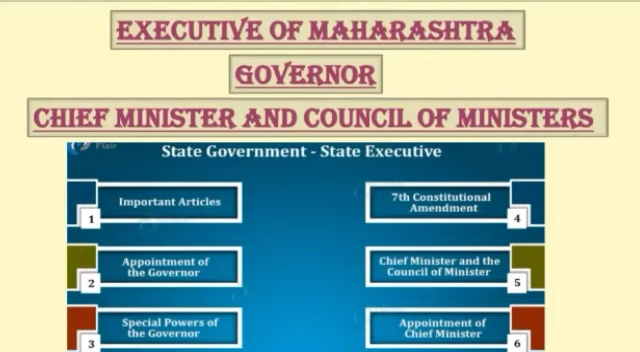 EXECUTIVE OF MAHARASHTRA
GOVERNOR
CHIEF MINISTER AND COUNCIL OF MINISTERS
Flair
State Government - State Executive
Important Articles
1
Appointment of
the Governor
2
Special Powers of
the Governor
3
7th Constitutional
Amendment
4
Chief Minister and the
Council of Minister
5
Appointment of
Chief Minister
6